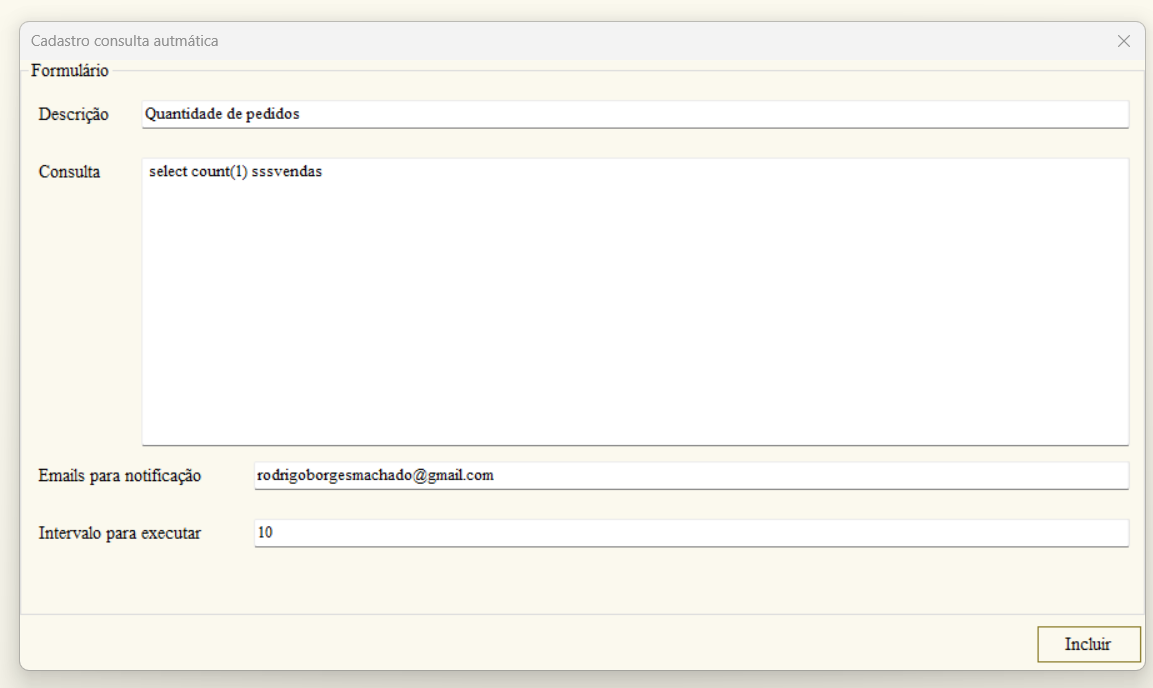 Cadastro consulta autmática
Formulário
Descrição
Quantidade de pedidos
Consulta
select count(1) sssvendas
Emails para notificação
rodrigoborgesmachado@gmail.com
Intervalo para executar
10
Incluir